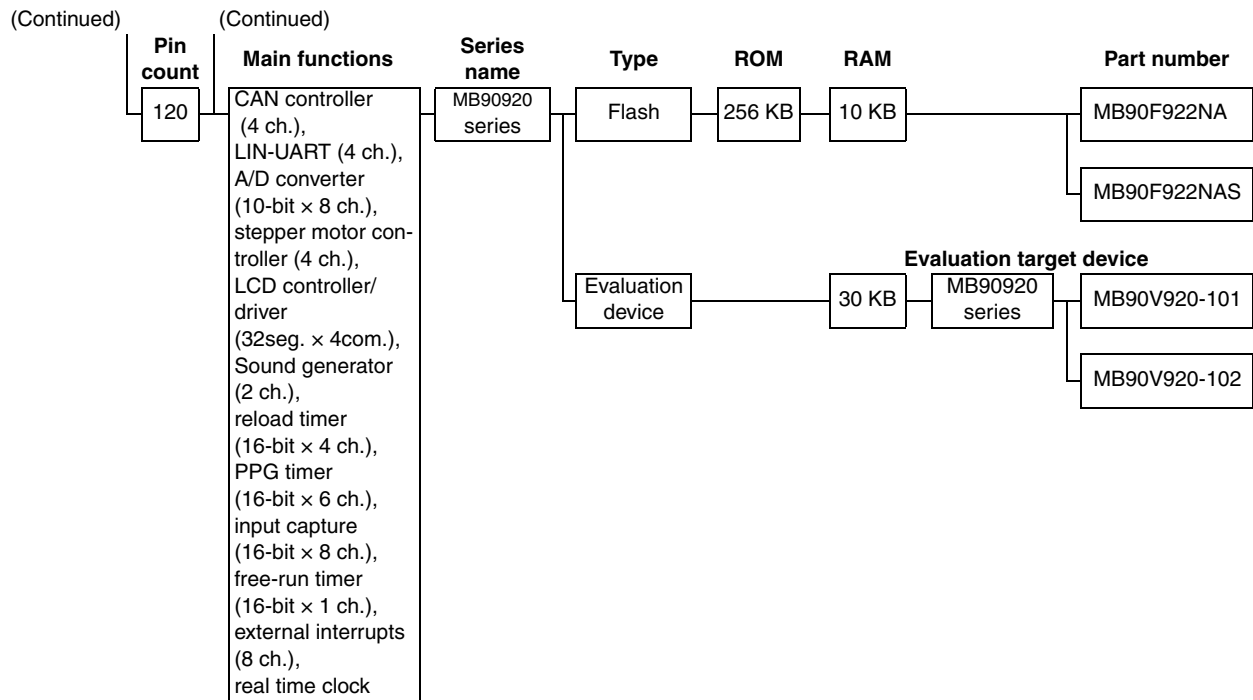 (Continued)
(Continued)
Pin
count
Main functions
Series
name
Type
ROM
RAM
Part number
120
CAN controller
(4 ch.),
LIN-UART (4 ch.),
A/D converter
(10-bit × 8 ch.),
stepper motor con-
troller (4 ch.),
LCD controller/
driver
(32seg. × 4com.),
Sound generator
(2 ch.),
reload timer
(16-bit × 4 ch.),
PPG timer
(16-bit × 6 ch.),
input capture
(16-bit × 8 ch.),
free-run timer
(16-bit × 1 ch.),
external interrupts
(8 ch.),
real time clock
MB90920
series
Flash
256 KB
10 KB
MB90F922NA
MB90F922NAS
Evaluation target device
Evaluation
device
30 KB
MB90920
series
MB90V920-101
MB90V920-102